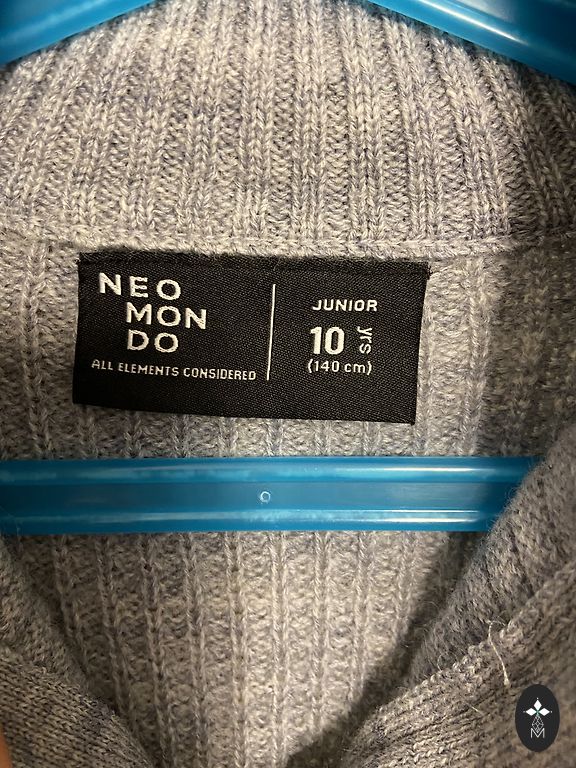 NEO
MON
DO
ALL ELEMENTS CONSIDERED
JUNIOR
10 yrs
(140 cm)
M